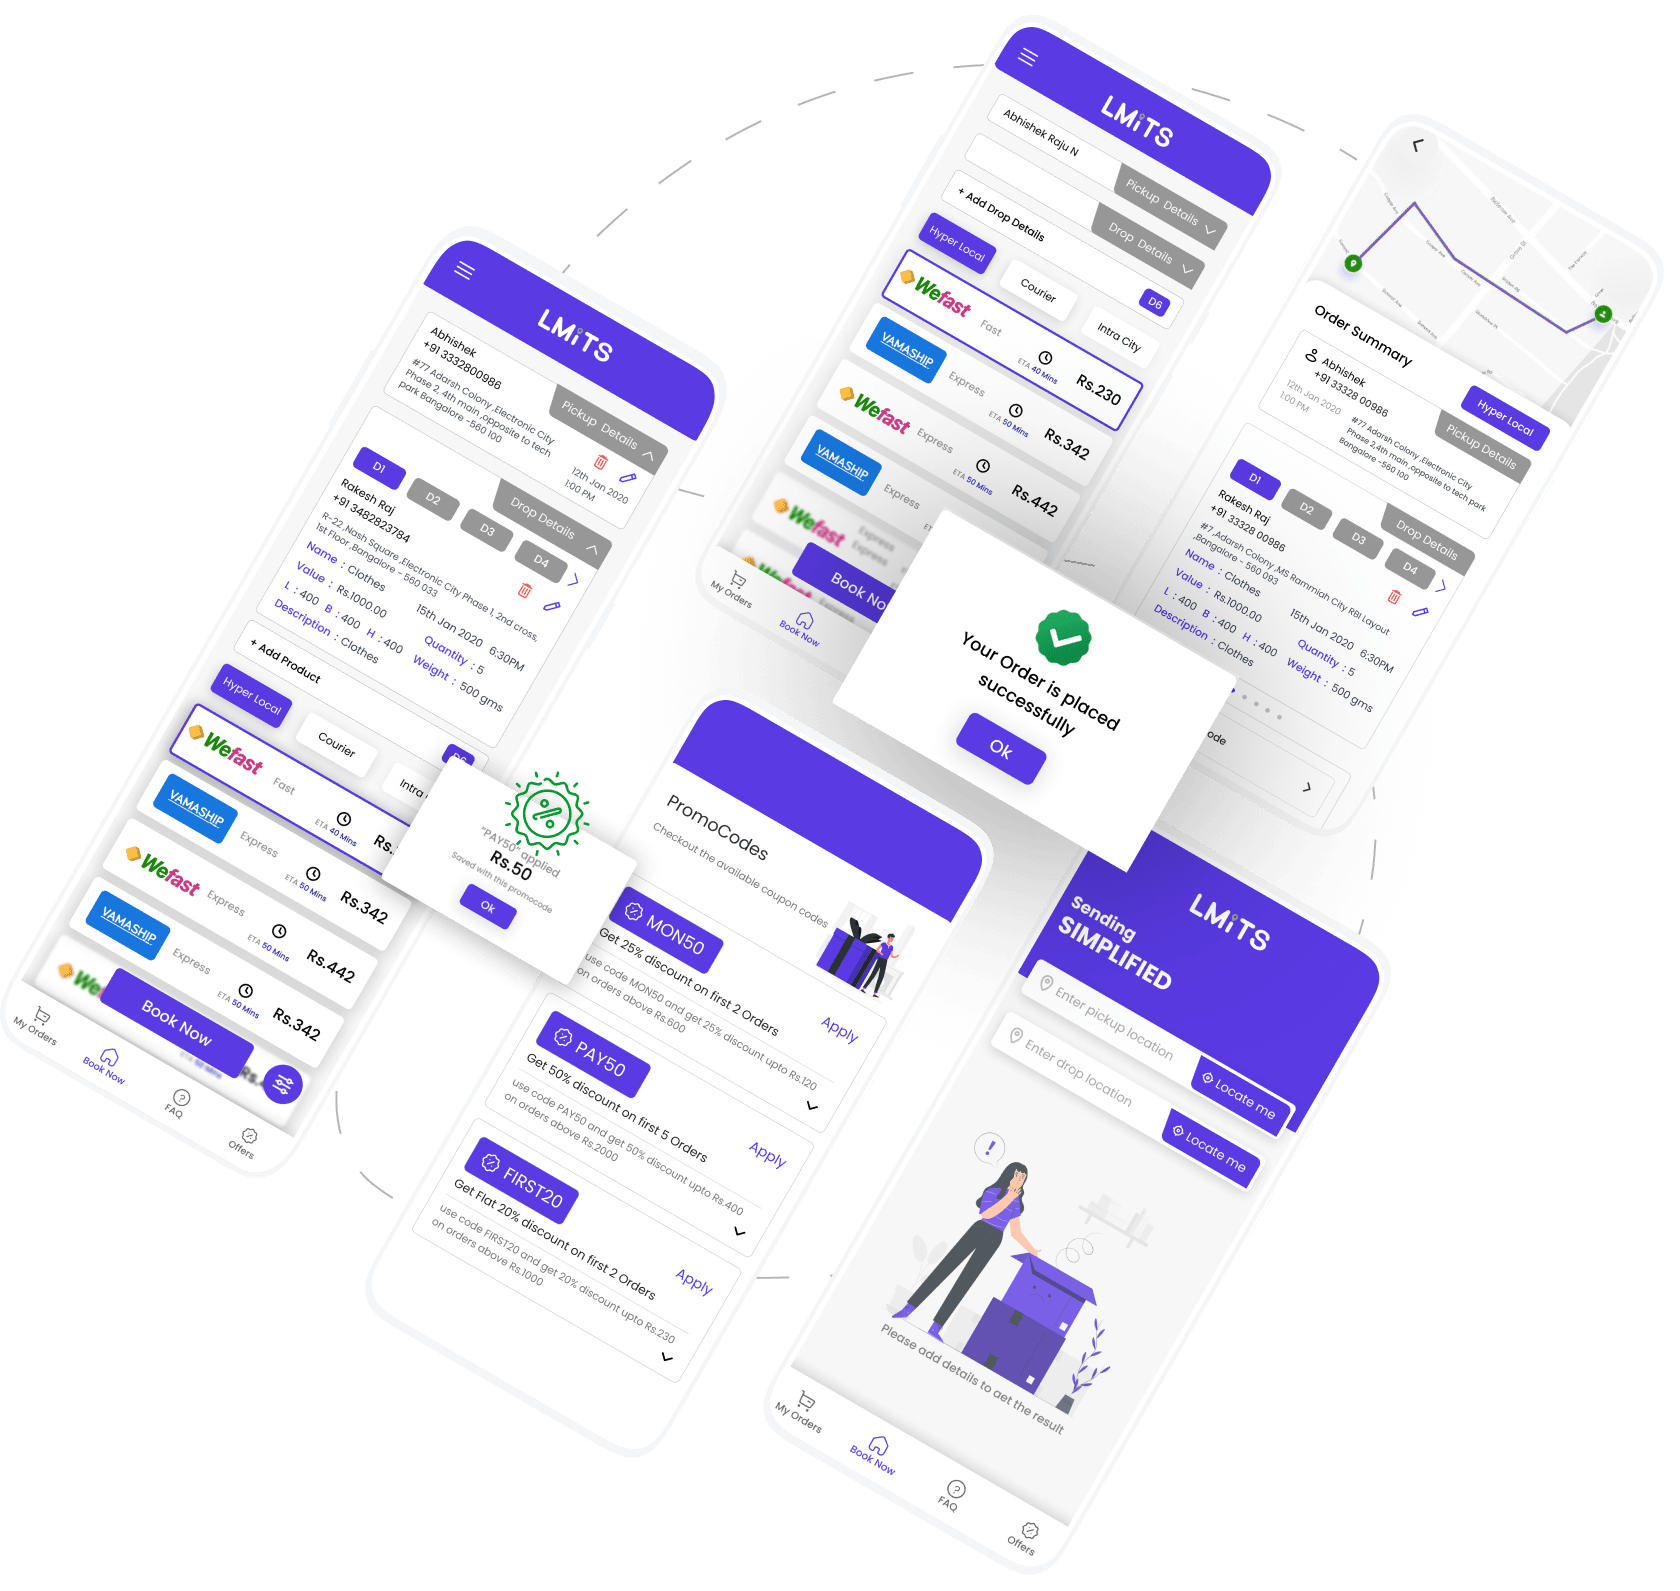 LMiTS
Abhishek
+91 3332800986
#77 Adarsh Colony ,Electronic City
Phase 2, 4th main ,opposite to tech
park Bangalore -560 100
Pickup Details
12th Jan 2020
1:00 PM
Drop Details
D1
D2
D3
D4
Rakesh Raj
+91 3482823784
R-22,,Nash Square ,Electronic City Phase 1, 2nd cross,
1st Floor ,Bangalore - 560 033
Name : Clothes
15th Jan 2020 6:30PM
Value : Rs.1000.00
Quantity : 5
L : 400 B : 400 H : 400
Weight : 500 gms
Description : Clothes
+ Add Product
Hyper Local
Courier
Intra
Wefast
Fast
ETA 40 Mins
Rs.
VAMASHIP
Express
ETA 50 Mins
Rs.342
Wefast
Express
ETA 50 Mins
Rs.442
VAMASHIP
Express
ETA 50 Mins
Rs.342
Book Now
My Orders
Book Now
FAQ
Offers
"PAY50" applied
Rs.50
Saved with this promocode
Ok
PromoCodes
Checkout the available coupon codes
MON50
Get 25% discount on first 2 Orders
Apply
use code MON50 and get 25% discount upto Rs.120
on orders above Rs.600
PAY50
Get 50% discount on first 5 Orders
Apply
use code PAY50 and get 50% discount upto Rs.400
on orders above Rs.2000
FIRST20
Get Flat 20% discount on first 2 Orders
Apply
use code FIRST20 and get 20% discount upto Rs.230
on orders above Rs.1000
LMiTS
Abhishek Raju N
Pickup Details
Drop Details
+ Add Drop Details
D6
Hyper Local
Courier
Intra City
Wefast
Fast
ETA 40 Mins
Rs.230
VAMASHIP
Express
ETA 50 Mins
Rs.342
Wefast
Express
ETA 50 Mins
Rs.442
VAMASHIP
Express
Wefast
Express
Express
Book No
My Orders
Book Now
Your Order is placed
successfully
Ok
Order Summary
Hyper Local
Abhishek
+91 33328 00986
12th Jan 2020
1:00 PM
Pickup Details
#77 Adarsh Colony ,Electronic City
Phase 2,4th main ,opposite to tech park
Bangalore -560 100
Drop Details
D1
D2
D3
D4
Rakesh Raj
+91 33328 00986
#7 ,Adarsh Colony ,MS Rammiah City RBI Layout
,Bangalore - 560 093
Name : Clothes
15th Jan 2020 6:30PM
Value : Rs.1000.00
Quantity : 5
L : 400 B : 400 H : 400
Weight : 500 gms
Description : Clothes
ode
LMiTS
sending
SIMPLIFIED
Enter pickup location
Locate me
Enter drop location
Locate me
!
Please add details to get the result
My Orders
Book Now
FAQ
Offers